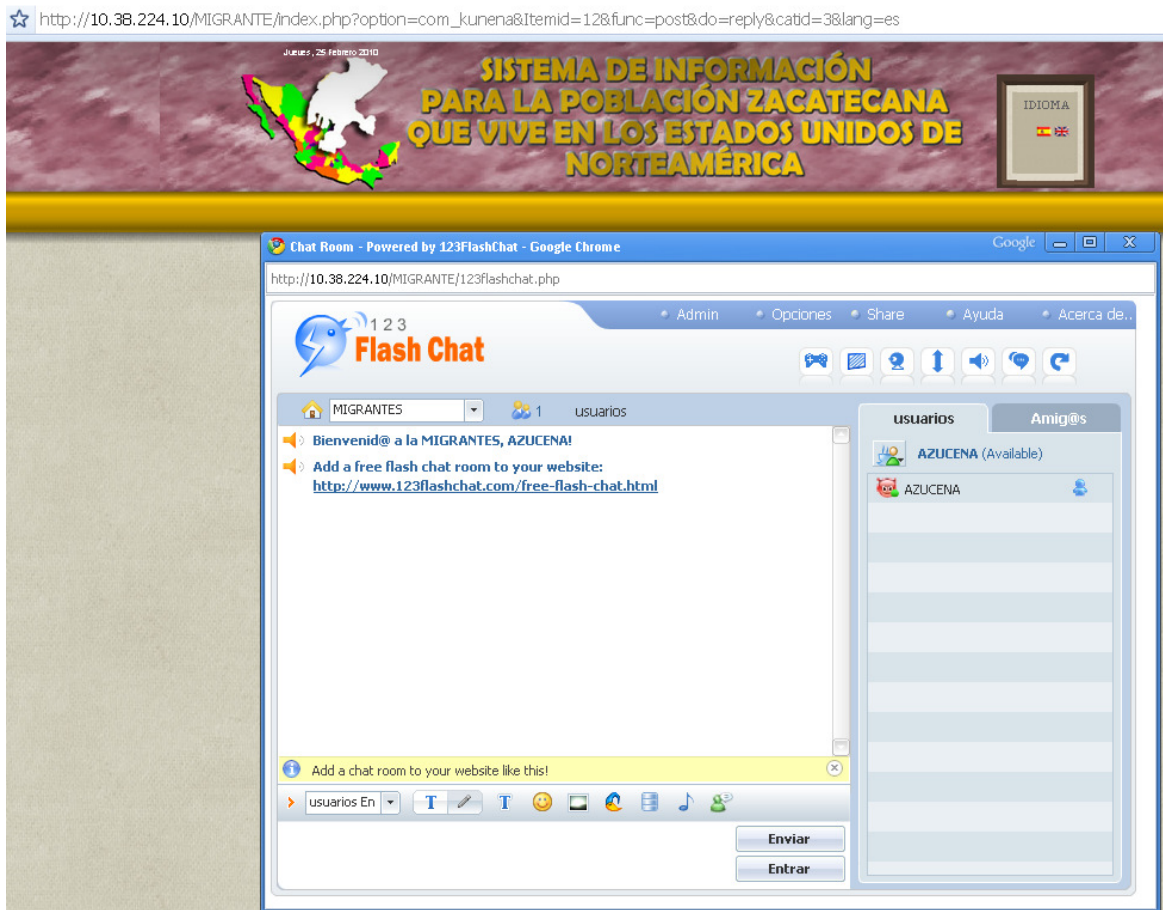 http://10.38.224.10/MIGRANTE/index.php?option=com_kunena&Itemid=12&func=post&do=reply&catid=3&lang=es
Jueves, 25 Febrero 2010
SISTEMA DE INFORMACIÓN
PARA LA POBLACIÓN ZACATECANA
QUE VIVE EN LOS ESTADOS UNIDOS DE
NORTEAMÉRICA
IDIOMA
Chat Room - Powered by 123FlashChat - Google Chrome
Google
http://10.38.224.10/MIGRANTE/123flashchat.php
123
Flash Chat
Admin
Opciones
Share
Ayuda
Acerca de..
MIGRANTES
1 usuarios
usuarios
Amig@s
Bienvenid@ a la MIGRANTES, AZUCENA!
Add a free flash chat room to your website:
http://www.123flashchat.com/free-flash-chat.html
AZUCENA (Available)
AZUCENA
Add a chat room to your website like this!
usuarios En
Enviar
Entrar